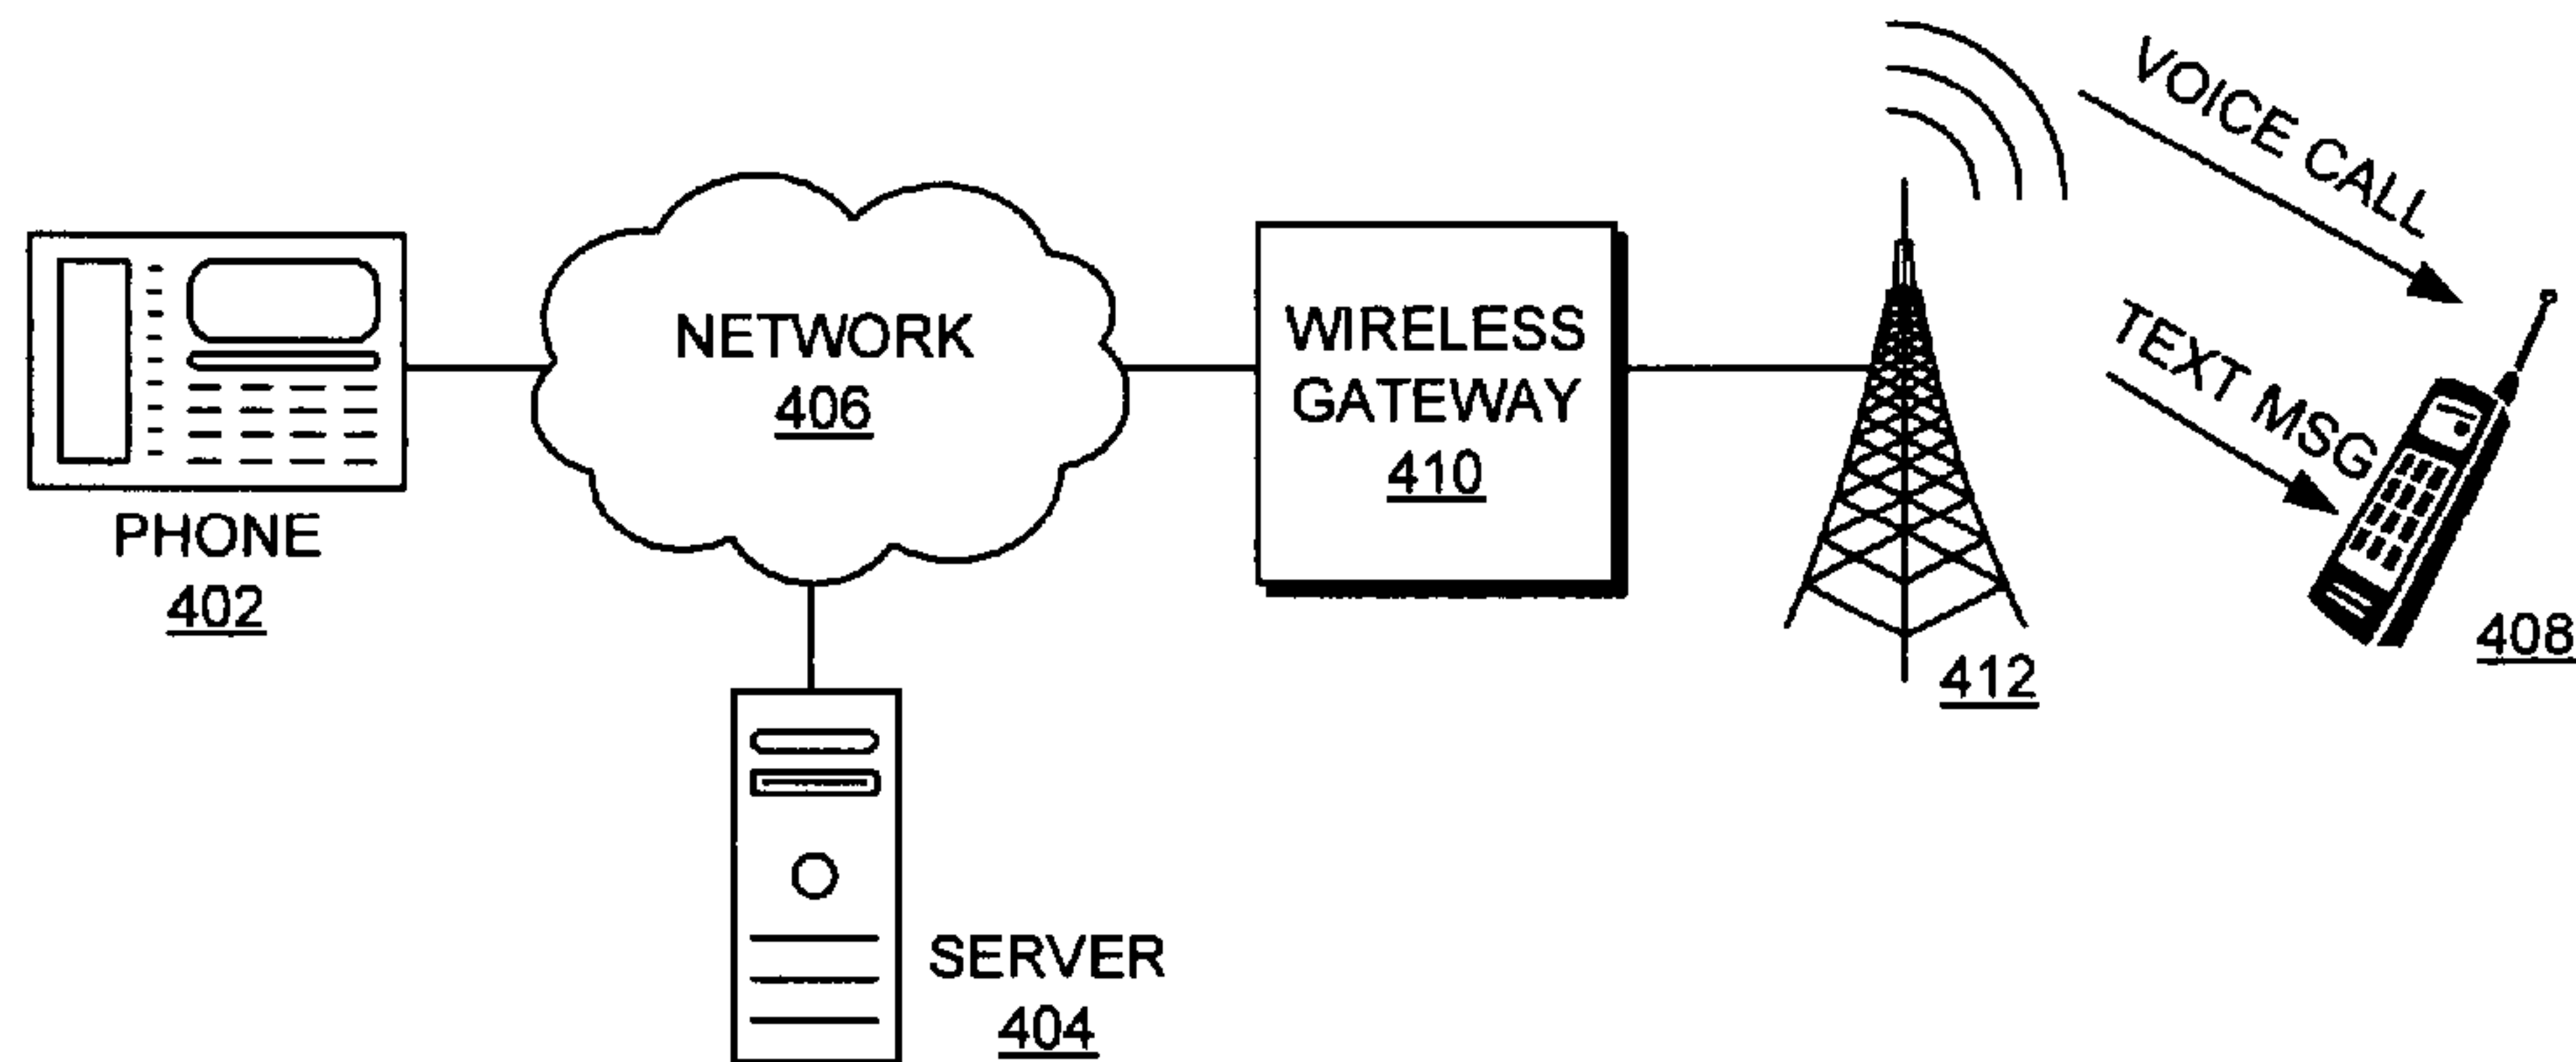 PHONE
402
NETWORK
406
SERVER
404
WIRELESS
GATEWAY
410
412
VOICE CALL
TEXT MSG
408